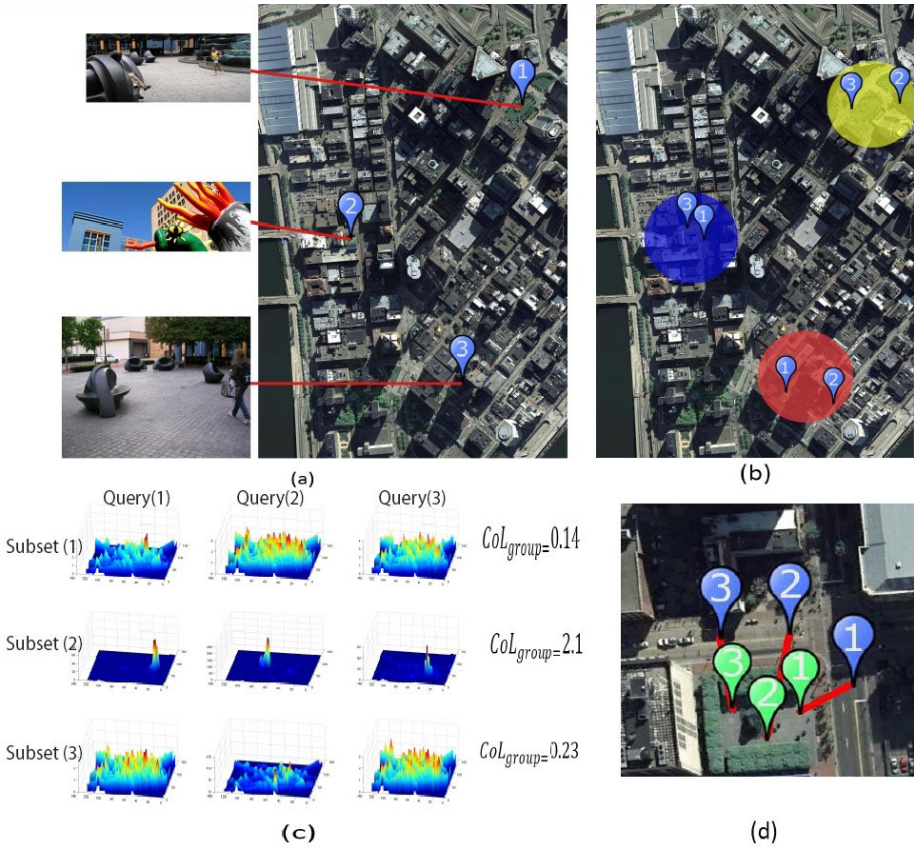 1
2
3
(a)
3
2
3
1
1
2
(b)
Query(1)
Query(2)
Query(3)
Subset (1)
CoL_group=0.14
Subset (2)
CoL_group=2.1
Subset (3)
CoL_group=0.23
(c)
3
2
1
3
1
2
(d)